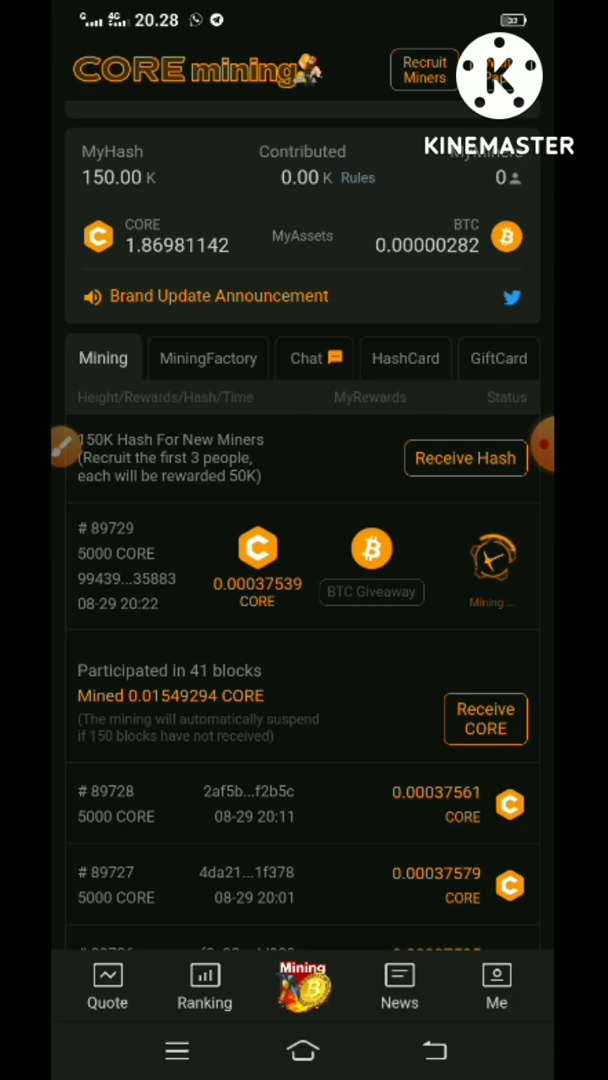 G 4G 20.28 33
CORE mining
Recruit
Miners
K
KINEMASTER
MyHash Contributed
150.00 K 0.00 K Rules 0
CORE BTC
1.86981142 MyAssets 0.00000282
Brand Update Announcement
Mining MiningFactory Chat HashCard GiftCard
Height/Rewards/Hash/Time MyRewards Status
150K Hash For New Miners
(Recruit the first 3 people,
each will be rewarded 50K)
Receive Hash
# 89729
5000 CORE
99439...35883
08-29 20:22
0.00037539
CORE
BTC Giveaway
Mining ...
Participated in 41 blocks
Mined 0.01549294 CORE
(The mining will automatically suspend
if 150 blocks have not received)
Receive
CORE
# 89728 2af5b...f2b5c 0.00037561
5000 CORE 08-29 20:11 CORE
# 89727 4da21...1f378 0.00037579
5000 CORE 08-29 20:01 CORE
Mining
Quote Ranking News Me